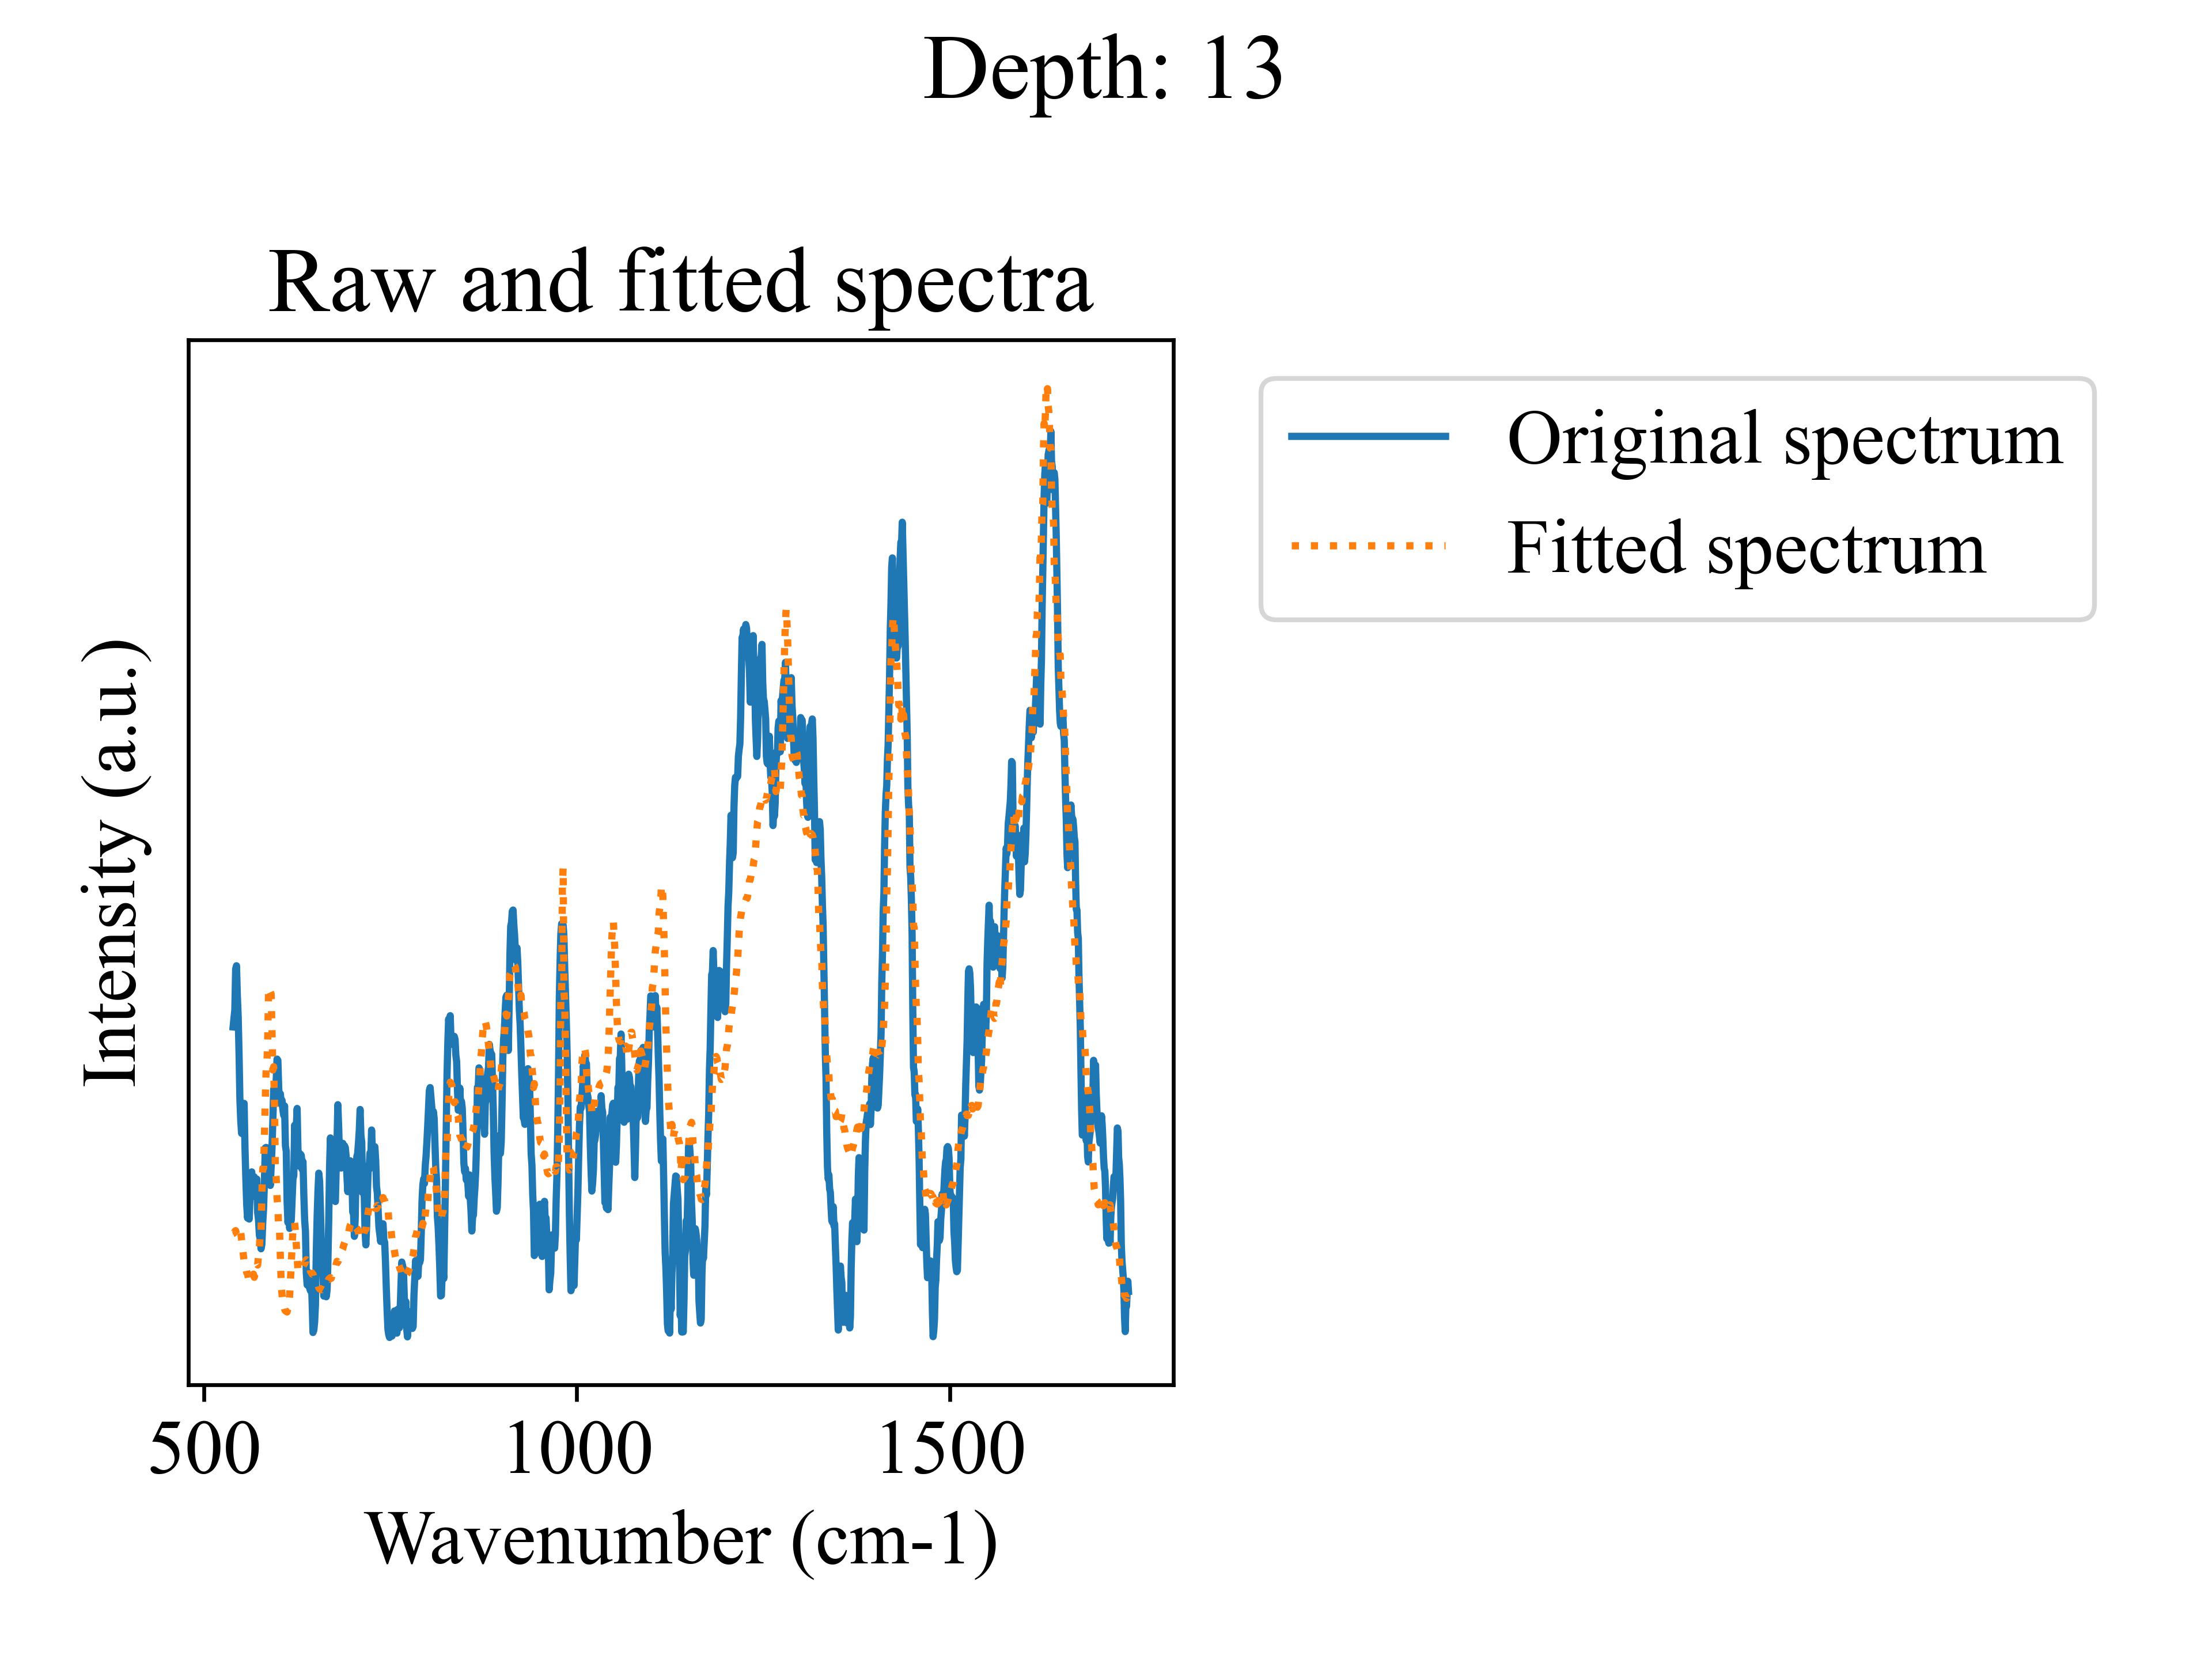 Depth: 13
Raw and fitted spectra
Original spectrum
Fitted spectrum
Intensity (a.u.)
500 1000 1500
Wavenumber (cm-1)